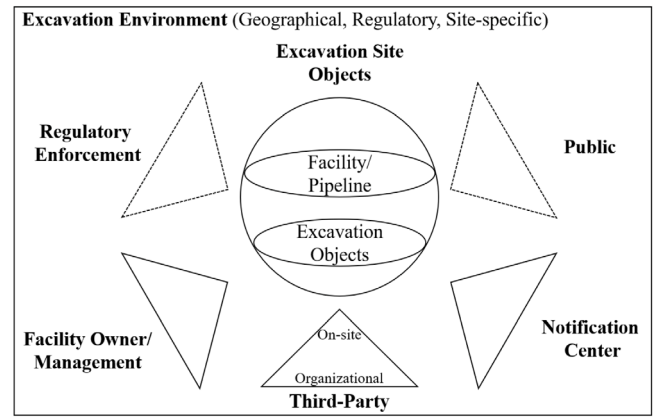 Excavation Environment (Geographical, Regulatory, Site-specific)
Excavation Site
Objects
Regulatory
Enforcement
Public
Facility/
Pipeline
Excavation
Objects
Facility Owner/
Management
On-site
Organizational
Third-Party
Notification
Center